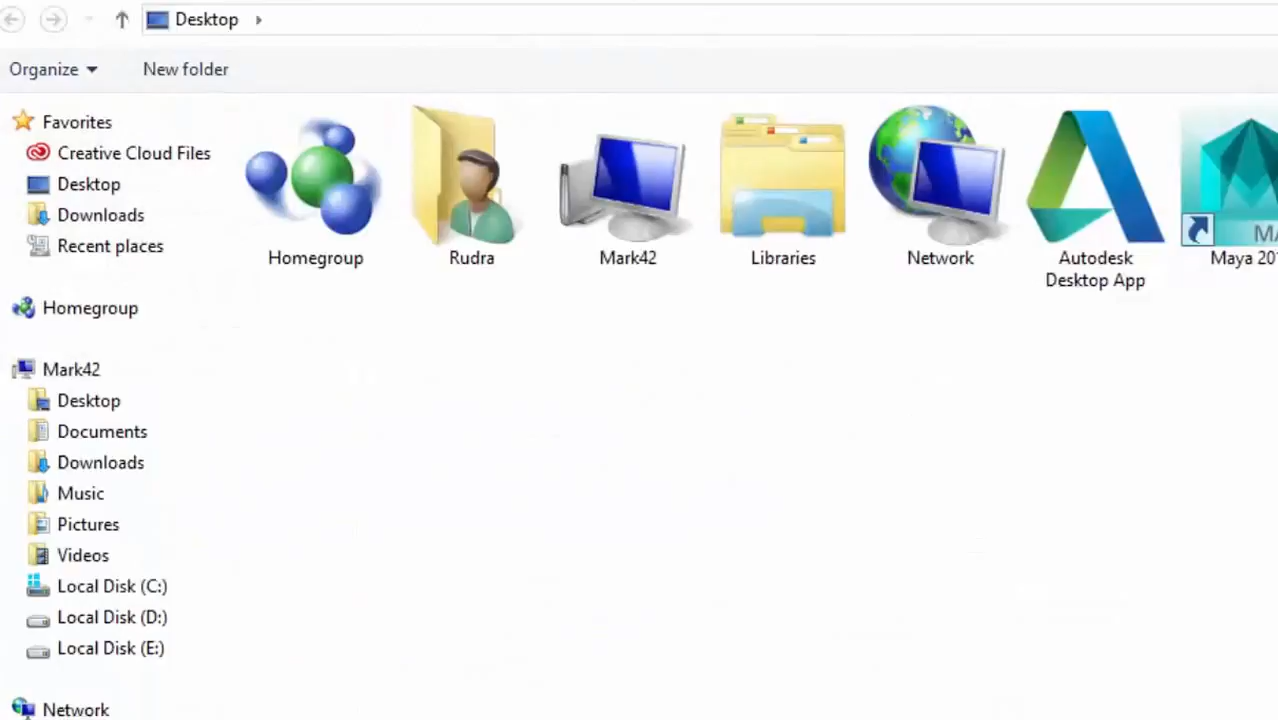 Desktop
Organize
New folder
Favorites
Creative Cloud Files
Desktop
Downloads
Recent places
Homegroup
Mark42
Desktop
Documents
Downloads
Music
Pictures
Videos
Local Disk (C:)
Local Disk (D:)
Local Disk (E:)
Network
Homegroup
Rudra
Mark42
Libraries
Network
Autodesk
Desktop App
Maya